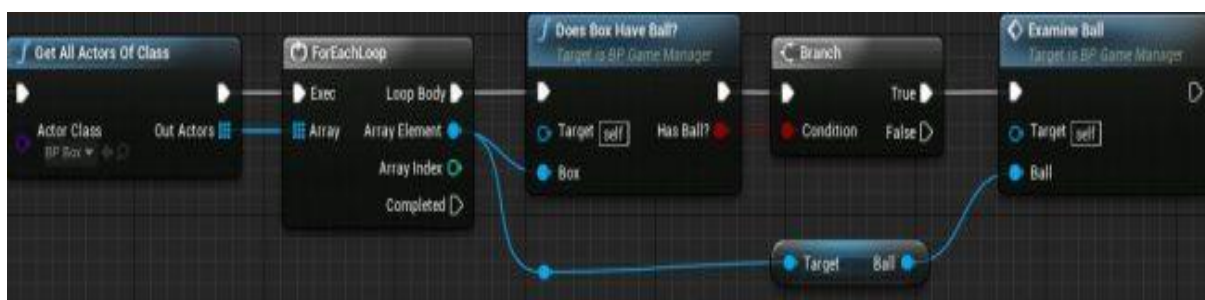 Get All Actors Of Class
Actor Class
BP Box
Out Actors
ForEachLoop
Exec
Loop Body
Array
Array Element
Array Index
Completed
Does Box Have Ball?
Target is BP Game Manager
Target self
Has Ball?
Box
Branch
True
Condition
False
Examine Ball
Target is BP Game Manager
Target self
Ball
Target
Ball